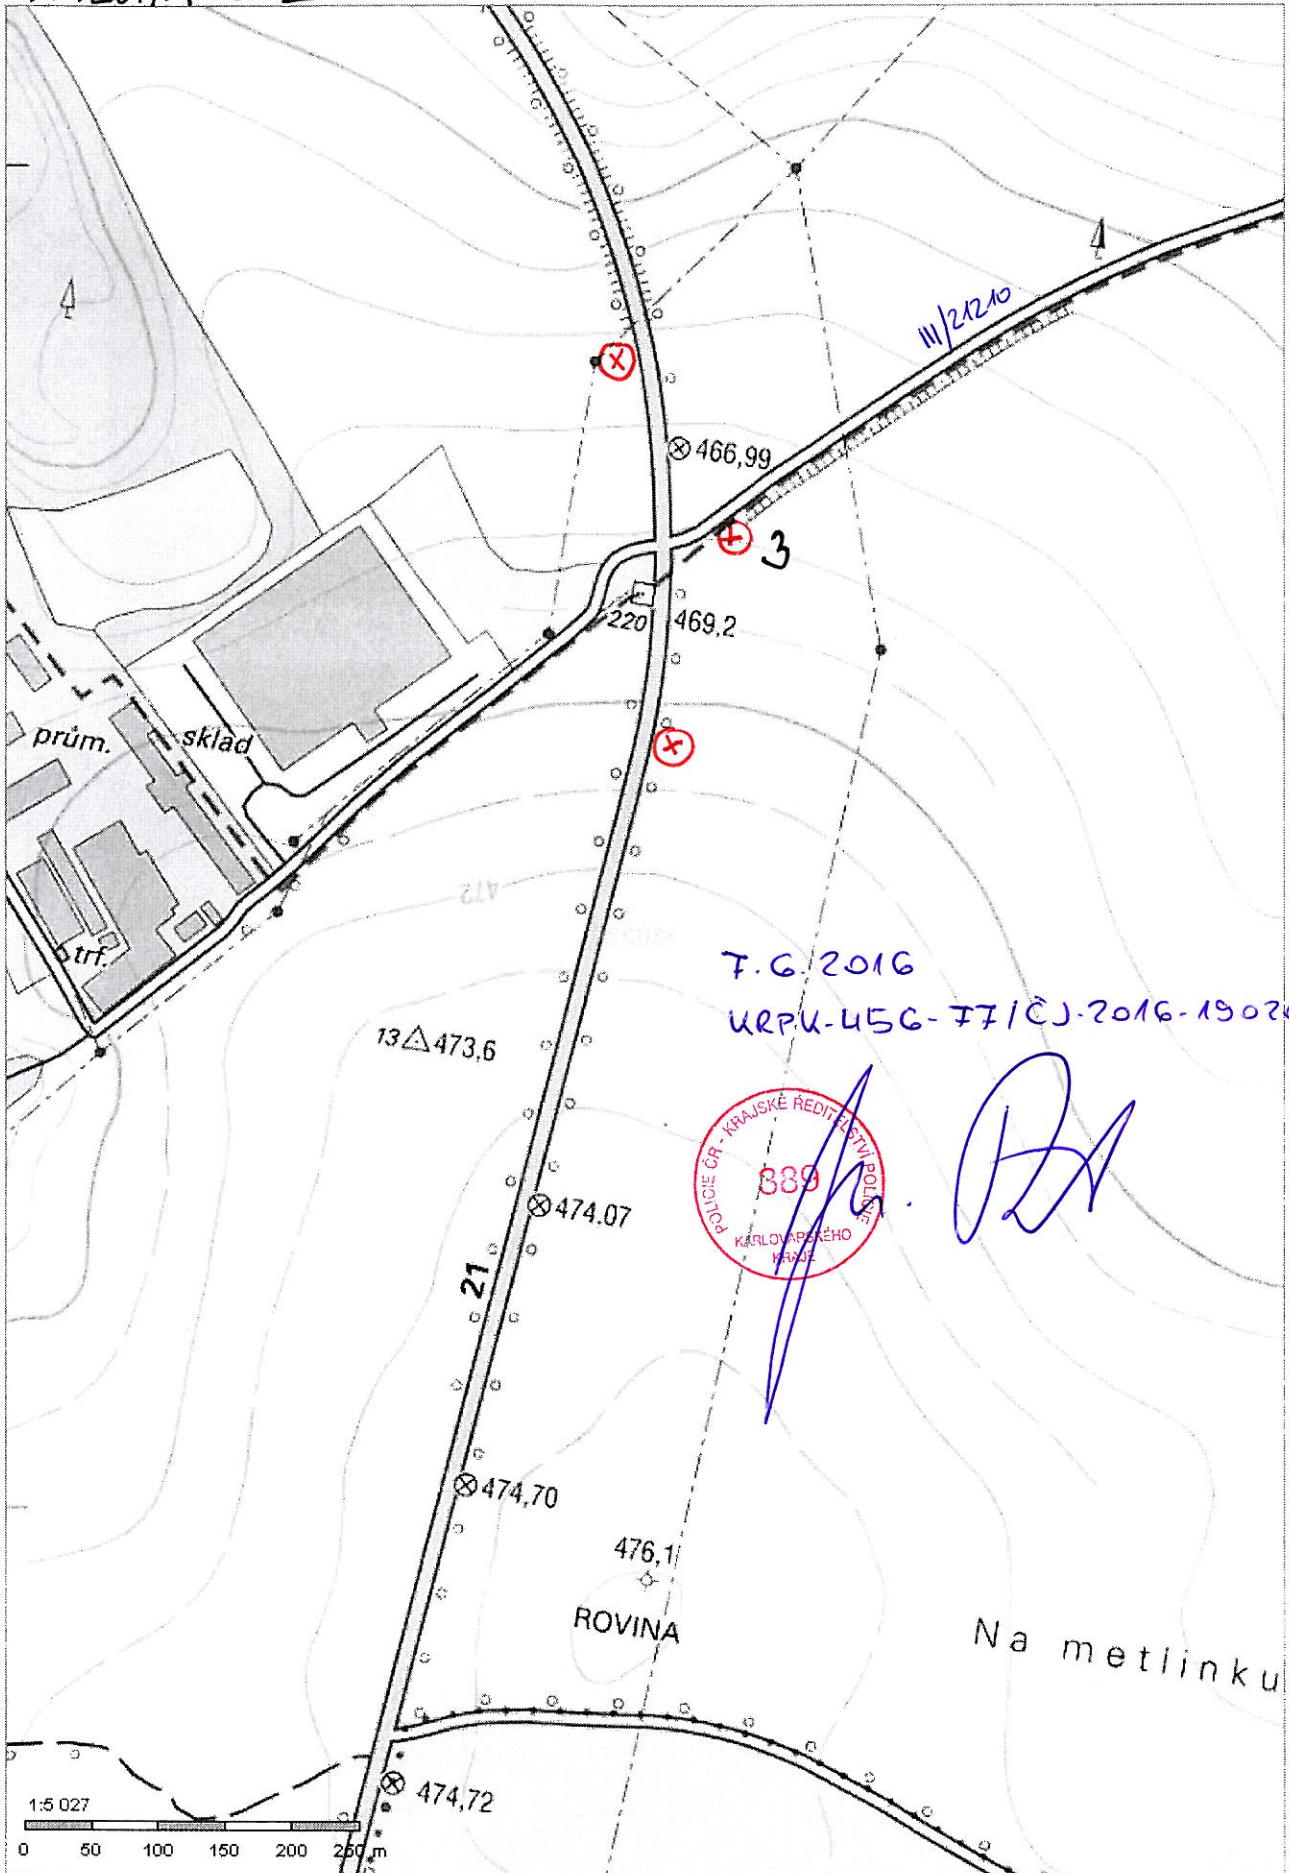 III/21210
466,99
3
220
469,2
prům.
sklad
472
trf.
7.6.2016
KRPK-456-77/ČJ-2016-1902
13 473,6
POLICIE ČR - KRAJSKÉ ŘEDITELSTVÍ POLICIE
889
KARLOVARSKÉHO
KRAJE
474.07
21
474,70
476,1
ROVINA
Na metlinku
474,72
1:5 027
0 50 100 150 200 250 m